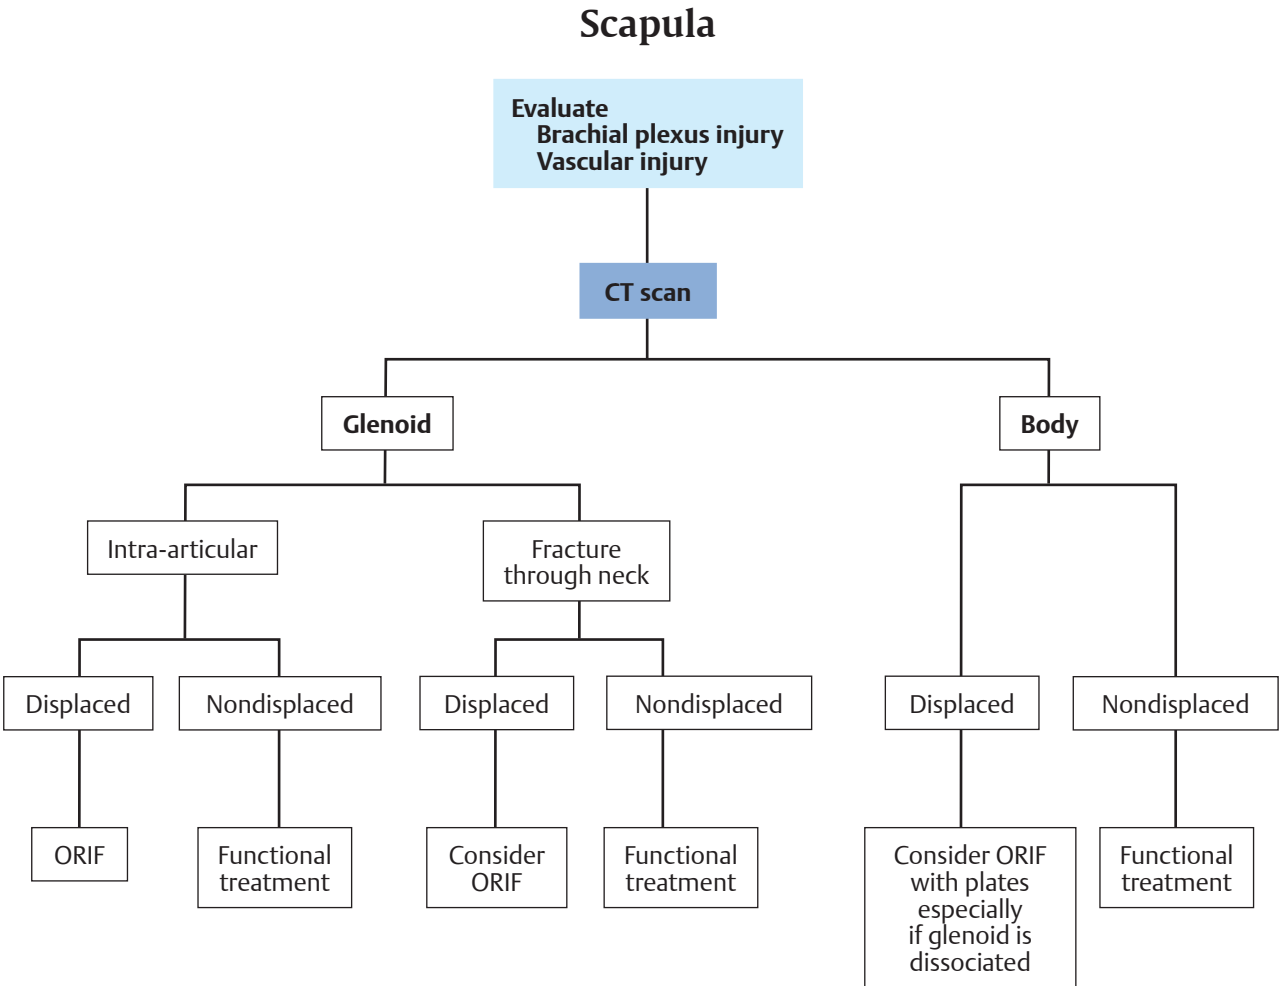 Scapula
Evaluate
Brachial plexus injury
Vascular injury
CT scan
Glenoid
Body
Intra-articular
Fracture
through neck
Displaced
Nondisplaced
Displaced
Nondisplaced
Displaced
Nondisplaced
ORIF
Functional
treatment
Consider
ORIF
Functional
treatment
Consider ORIF
with plates
especially
if glenoid is
dissociated
Functional
treatment